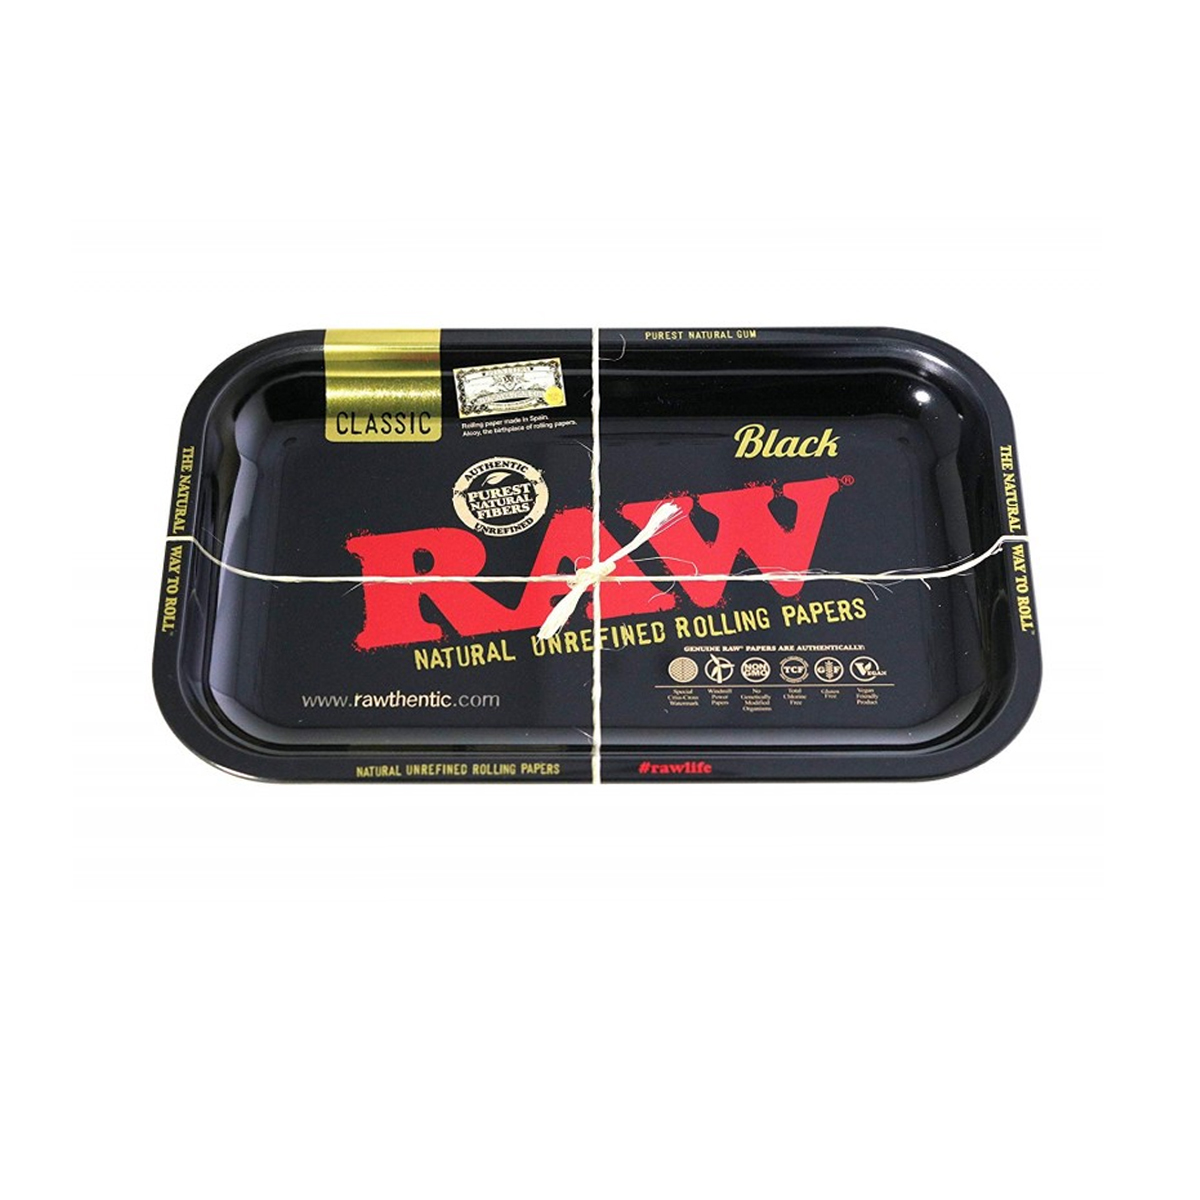 PUREST NATURAL GUM
CLASSIC
Rolling paper made in Spain.
Alcoy, the birthplace of rolling papers.
Black
AUTHENTIC
PUREST
NATURAL
FIBERS
UNREFINED
RAW®
NATURAL UNREFINED ROLLING PAPERS
GENUINE RAW® PAPERS ARE AUTHENTICALLY:
NON GMO
TCF
GF
VEGAN
Special Criss-Cross Watermark
Windmill Power Papers
No Genetically Modified Organisms
Total Chlorine Free
Gluten Free
Vegan Friendly Product
www.rawthentic.com
THE NATURAL WAY TO ROLL™
THE NATURAL WAY TO ROLL™
NATURAL UNREFINED ROLLING PAPERS
#rawlife